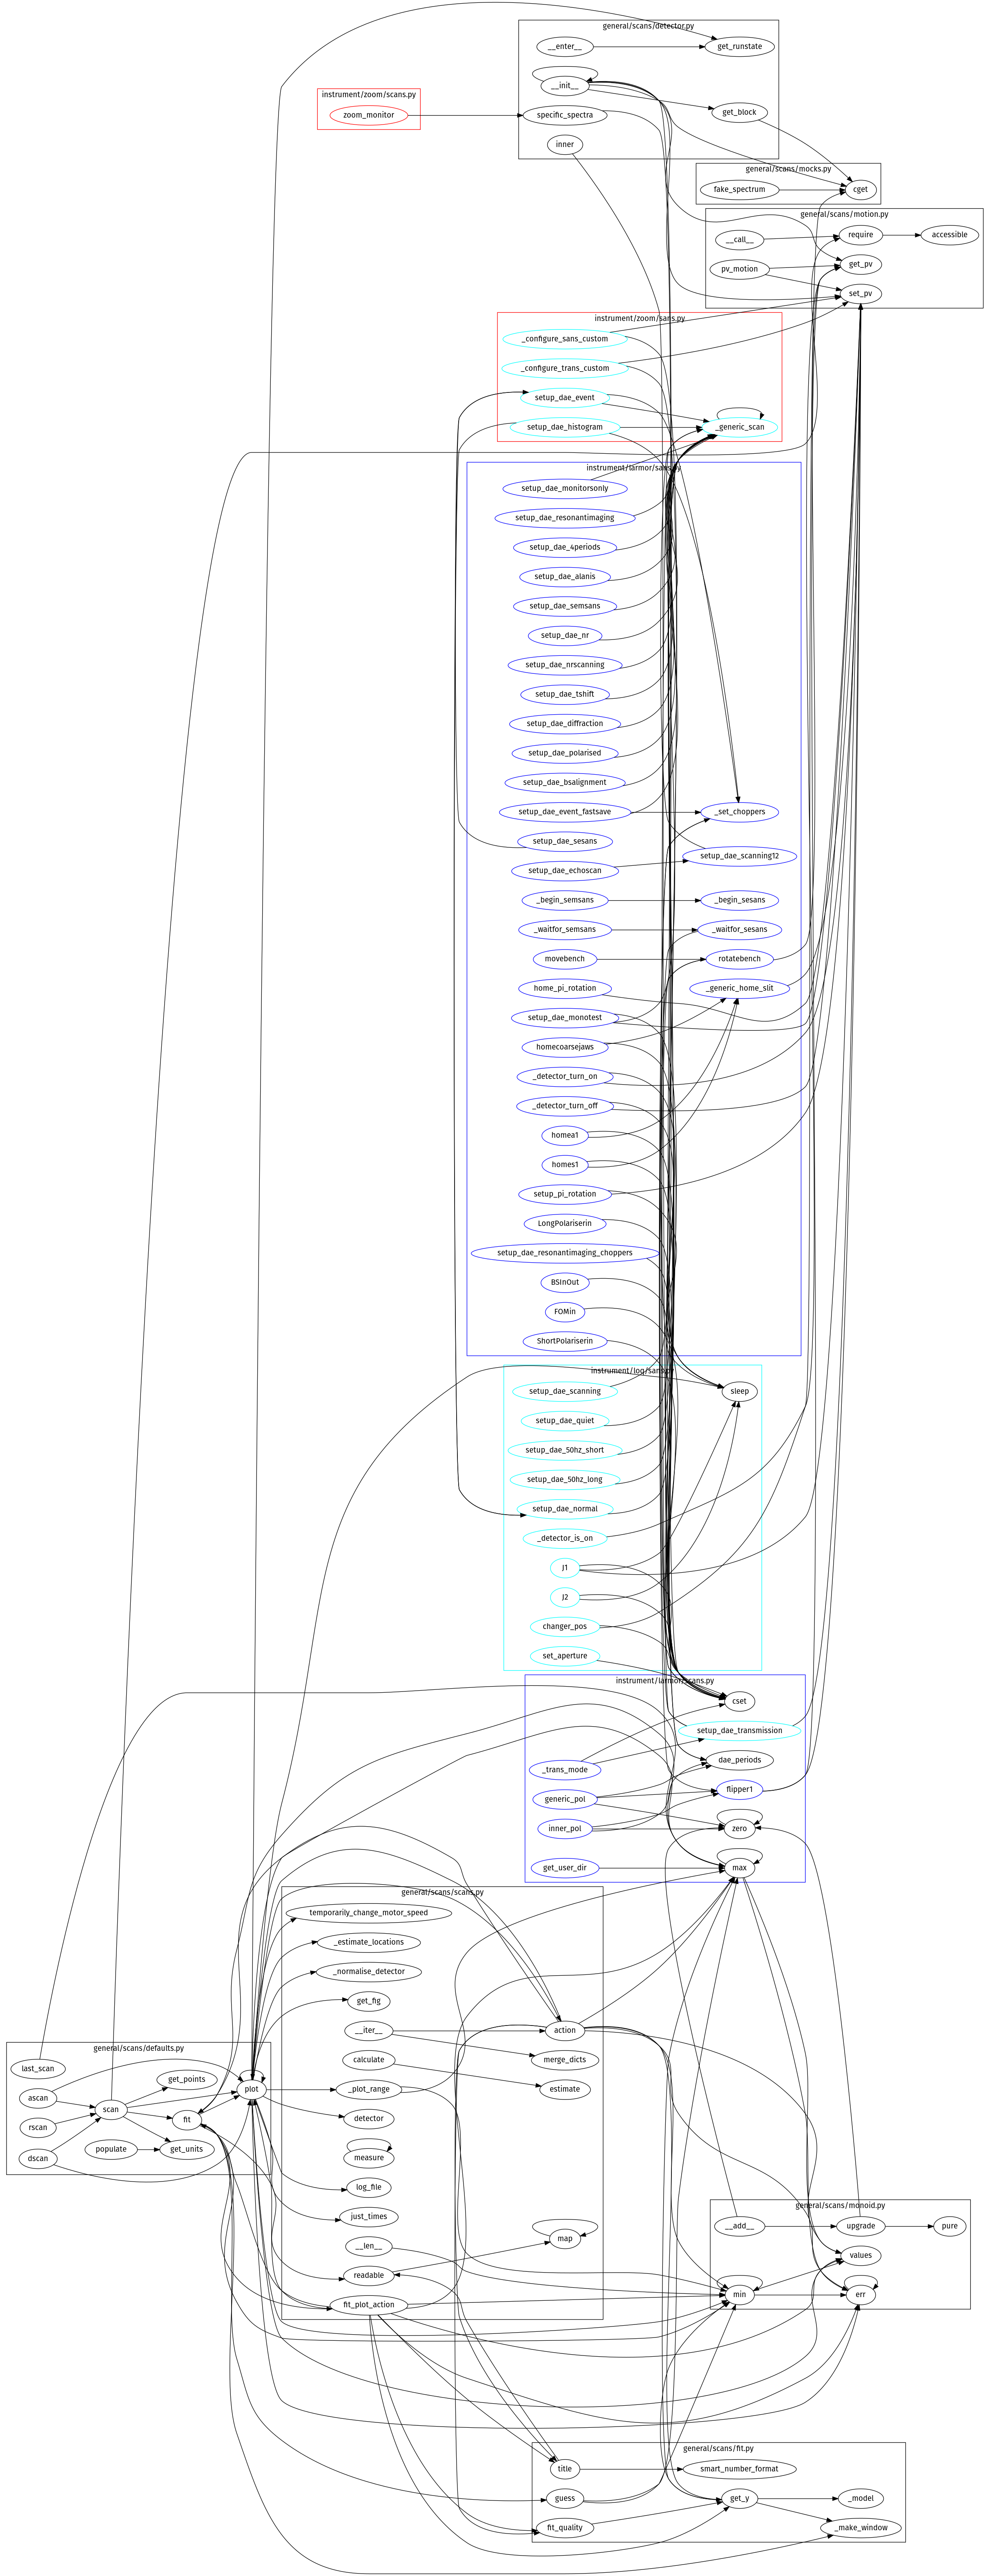 general/scans/detector.py
__enter__
get_runstate
__init__
get_block
specific_spectra
inner
instrument/zoom/scans.py
zoom_monitor
general/scans/mocks.py
fake_spectrum
cget
general/scans/motion.py
__call__
require
accessible
pv_motion
get_pv
set_pv
instrument/zoom/sans.py
_configure_sans_custom
_configure_trans_custom
setup_dae_event
setup_dae_histogram
_generic_scan
instrument/larmor/sans.py
setup_dae_monitorsonly
setup_dae_resonantimaging
setup_dae_4periods
setup_dae_alanis
setup_dae_semsans
setup_dae_nr
setup_dae_nrscanning
setup_dae_tshift
setup_dae_diffraction
setup_dae_polarised
setup_dae_bsalignment
setup_dae_event_fastsave
_set_choppers
setup_dae_sesans
setup_dae_scanning12
setup_dae_echoscan
_begin_semsans
_begin_sesans
_waitfor_semsans
_waitfor_sesans
movebench
rotatebench
home_pi_rotation
_generic_home_slit
setup_dae_monotest
homecoarsejaws
_detector_turn_on
_detector_turn_off
homea1
homes1
setup_pi_rotation
LongPolariserin
setup_dae_resonantimaging_choppers
BSInOut
FOMin
ShortPolariserin
instrument/log/sans.py
setup_dae_scanning
sleep
setup_dae_quiet
setup_dae_50hz_short
setup_dae_50hz_long
setup_dae_normal
_detector_is_on
J1
J2
changer_pos
set_aperture
instrument/larmor/scans.py
cset
setup_dae_transmission
_trans_mode
dae_periods
generic_pol
flipper1
inner_pol
zero
get_user_dir
max
general/scans/scans.py
temporarily_change_motor_speed
_estimate_locations
_normalise_detector
get_fig
__iter__
action
calculate
merge_dicts
_plot_range
estimate
detector
measure
log_file
just_times
map
__len__
readable
fit_plot_action
general/scans/defaults.py
last_scan
get_points
plot
ascan
scan
fit
rscan
populate
get_units
dscan
general/scans/monoid.py
__add__
upgrade
pure
values
min
err
general/scans/fit.py
title
smart_number_format
guess
get_y
_model
fit_quality
_make_window